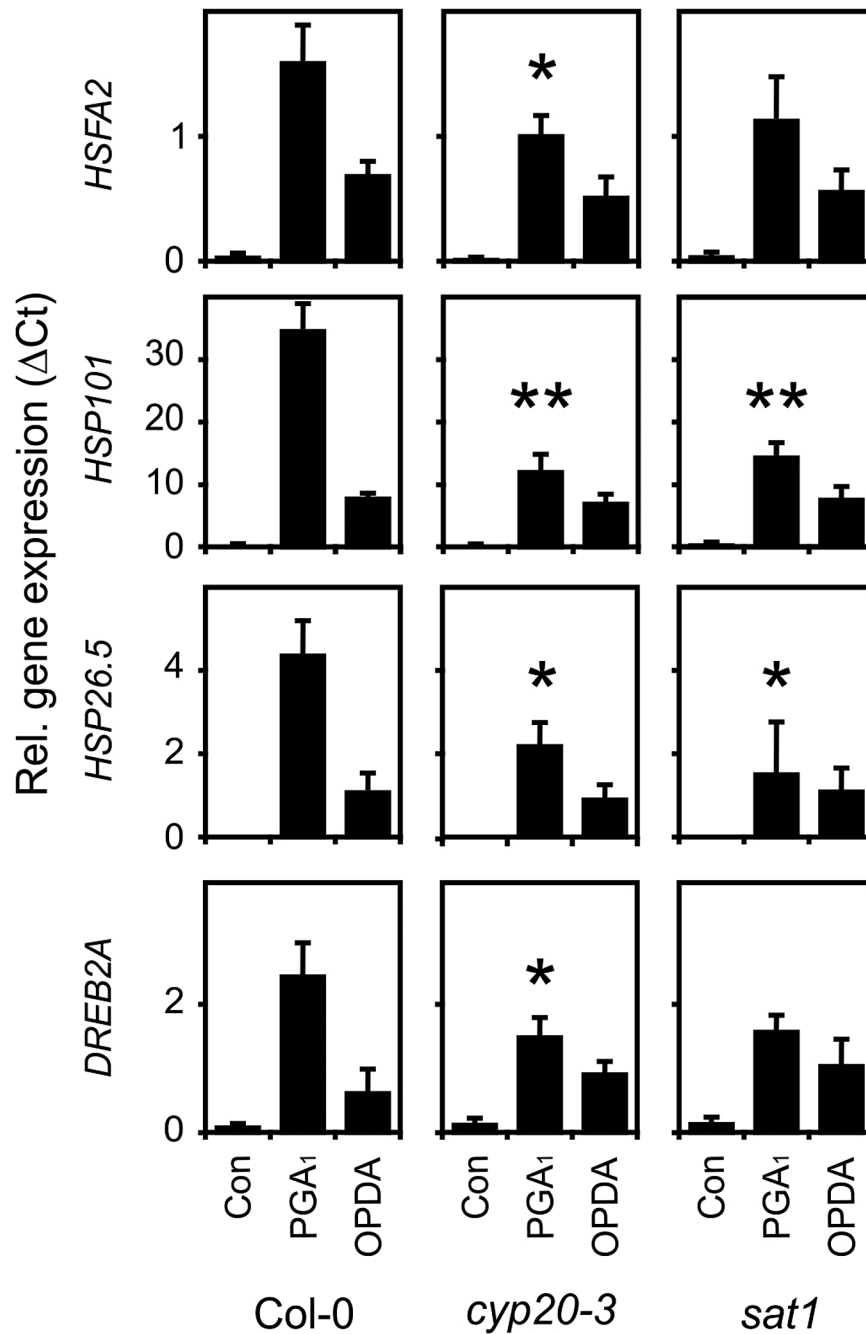 Rel. gene expression (ΔCt)
HSFA2
1
0
*
HSP101
30
20
10
0
**
**
HSP26.5
4
2
0
*
*
DREB2A
2
0
*
Con PGA₁ OPDA Con PGA₁ OPDA Con PGA₁ OPDA
Col-0 cyp20-3 sat1